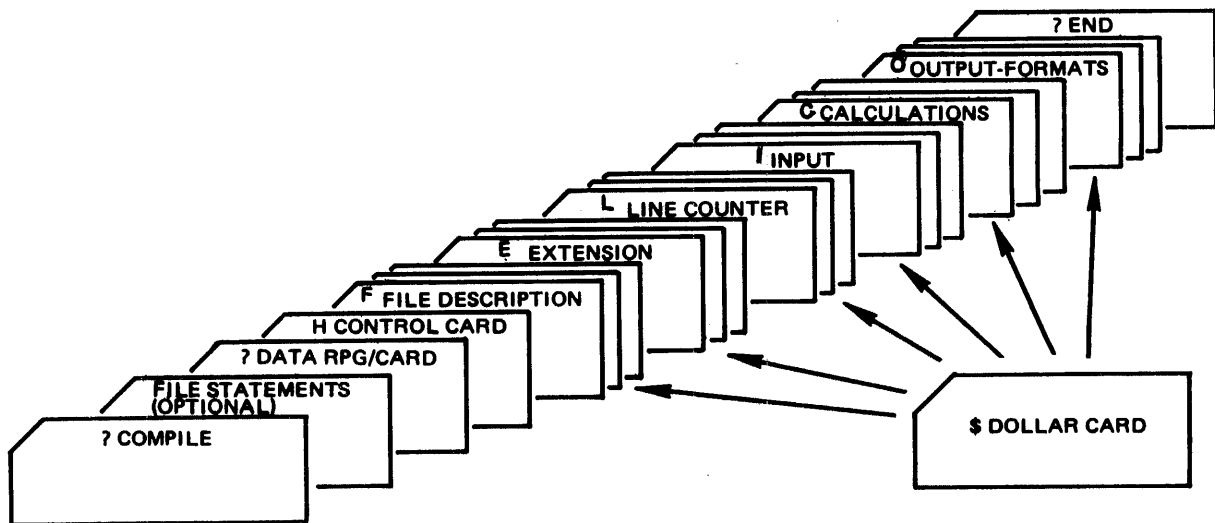 ? END
O OUTPUT-FORMATS
C CALCULATIONS
I INPUT
L LINE COUNTER
E EXTENSION
F FILE DESCRIPTION
H CONTROL CARD
? DATA RPG/CARD
FILE STATEMENTS
(OPTIONAL)
? COMPILE
$ DOLLAR CARD